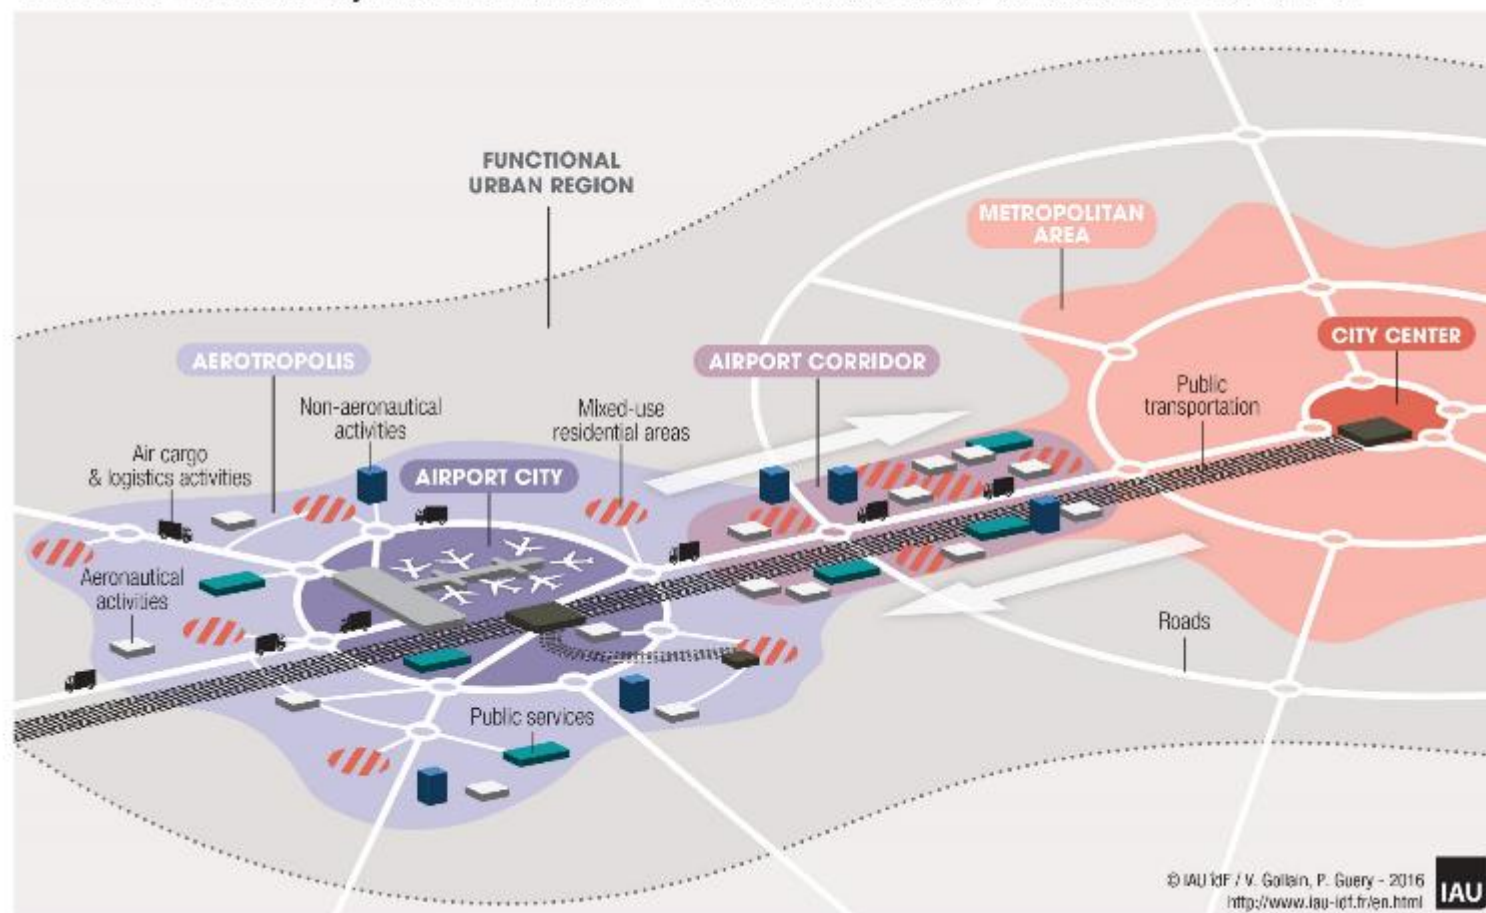 FUNCTIONAL
URBAN REGION
METROPOLITAN
AREA
CITY CENTER
AEROTROPOLIS
AIRPORT CORRIDOR
Public
transportation
Non-aeronautical
activities
Mixed-use
residential areas
Air cargo
& logistics activities
AIRPORT CITY
Aeronautical
activities
Roads
Public services
© IAU îdF / V. Gollain, P. Guery - 2016
http://www.iau-idf.fr/en.html
IAU